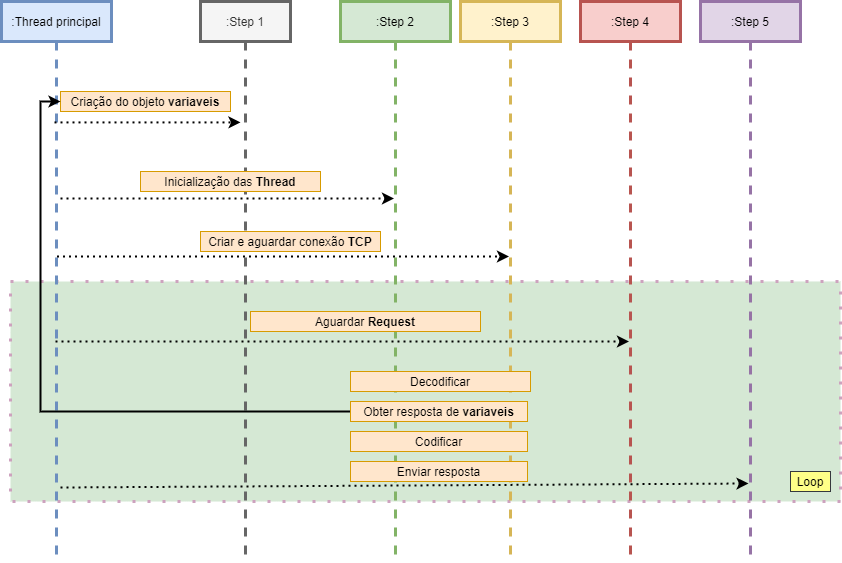 :Thread principal
:Step 1
:Step 2
:Step 3
:Step 4
:Step 5
Criação do objeto variaveis
Inicialização das Thread
Criar e aguardar conexão TCP
Aguardar Request
Decodificar
Obter resposta de variaveis
Codificar
Enviar resposta
Loop